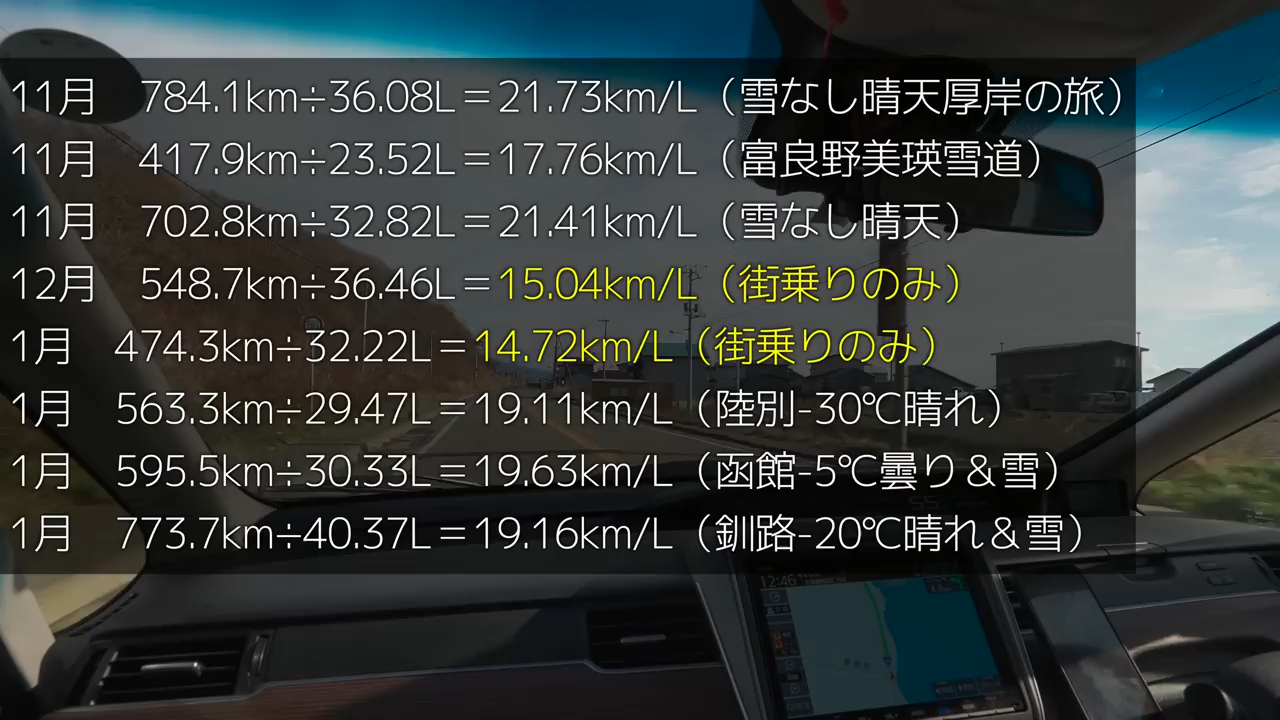 11月 784.1km÷36.08L＝21.73km/L（雪なし晴天厚岸の旅）
11月 417.9km÷23.52L＝17.76km/L（富良野美瑛雪道）
11月 702.8km÷32.82L＝21.41km/L（雪なし晴天）
12月 548.7km÷36.46L＝15.04km/L（街乗りのみ）
1月 474.3km÷32.22L＝14.72km/L（街乗りのみ）
1月 563.3km÷29.47L＝19.11km/L（陸別-30℃晴れ）
1月 595.5km÷30.33L＝19.63km/L（函館-5℃曇り＆雪）
1月 773.7km÷40.37L＝19.16km/L（釧路-20℃晴れ＆雪）
12:46